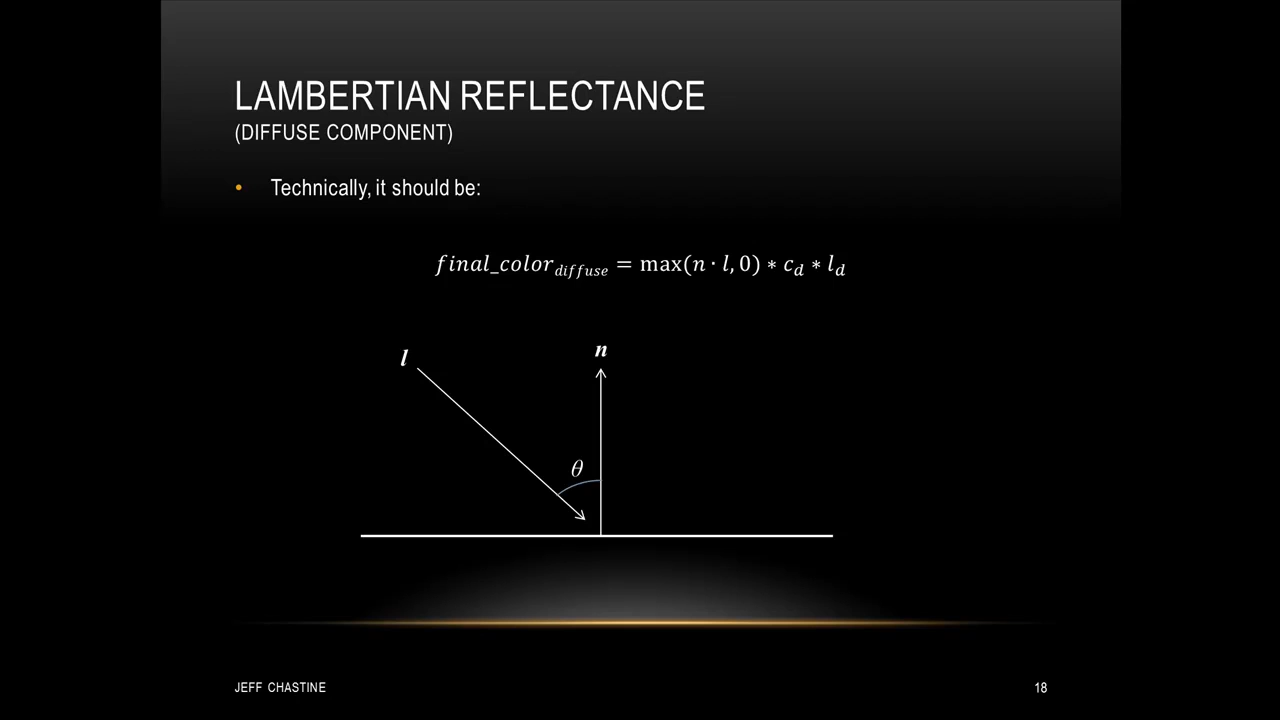 LAMBERTIAN REFLECTANCE
(DIFFUSE COMPONENT)
• Technically, it should be:
final_color_diffuse = max(n · l, 0) ∗ c_d ∗ l_d
l
n
θ
JEFF CHASTINE
18